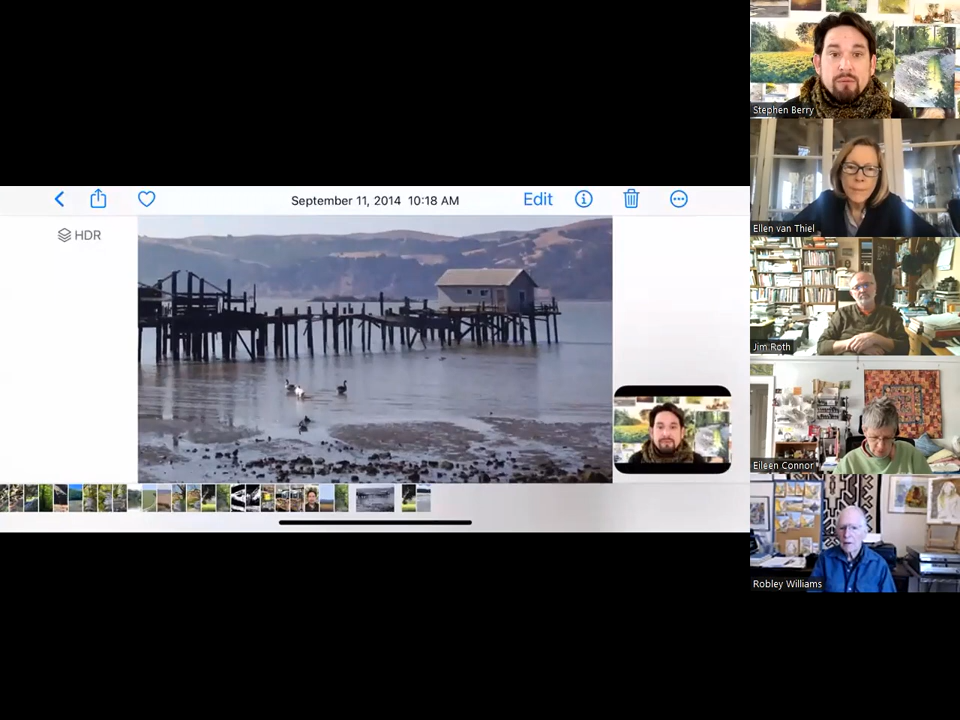 September 11, 2014 10:18 AM
Edit
HDR
Stephen Berry
Ellen van Thiel
Jim Roth
Eileen Connor
Robley Williams